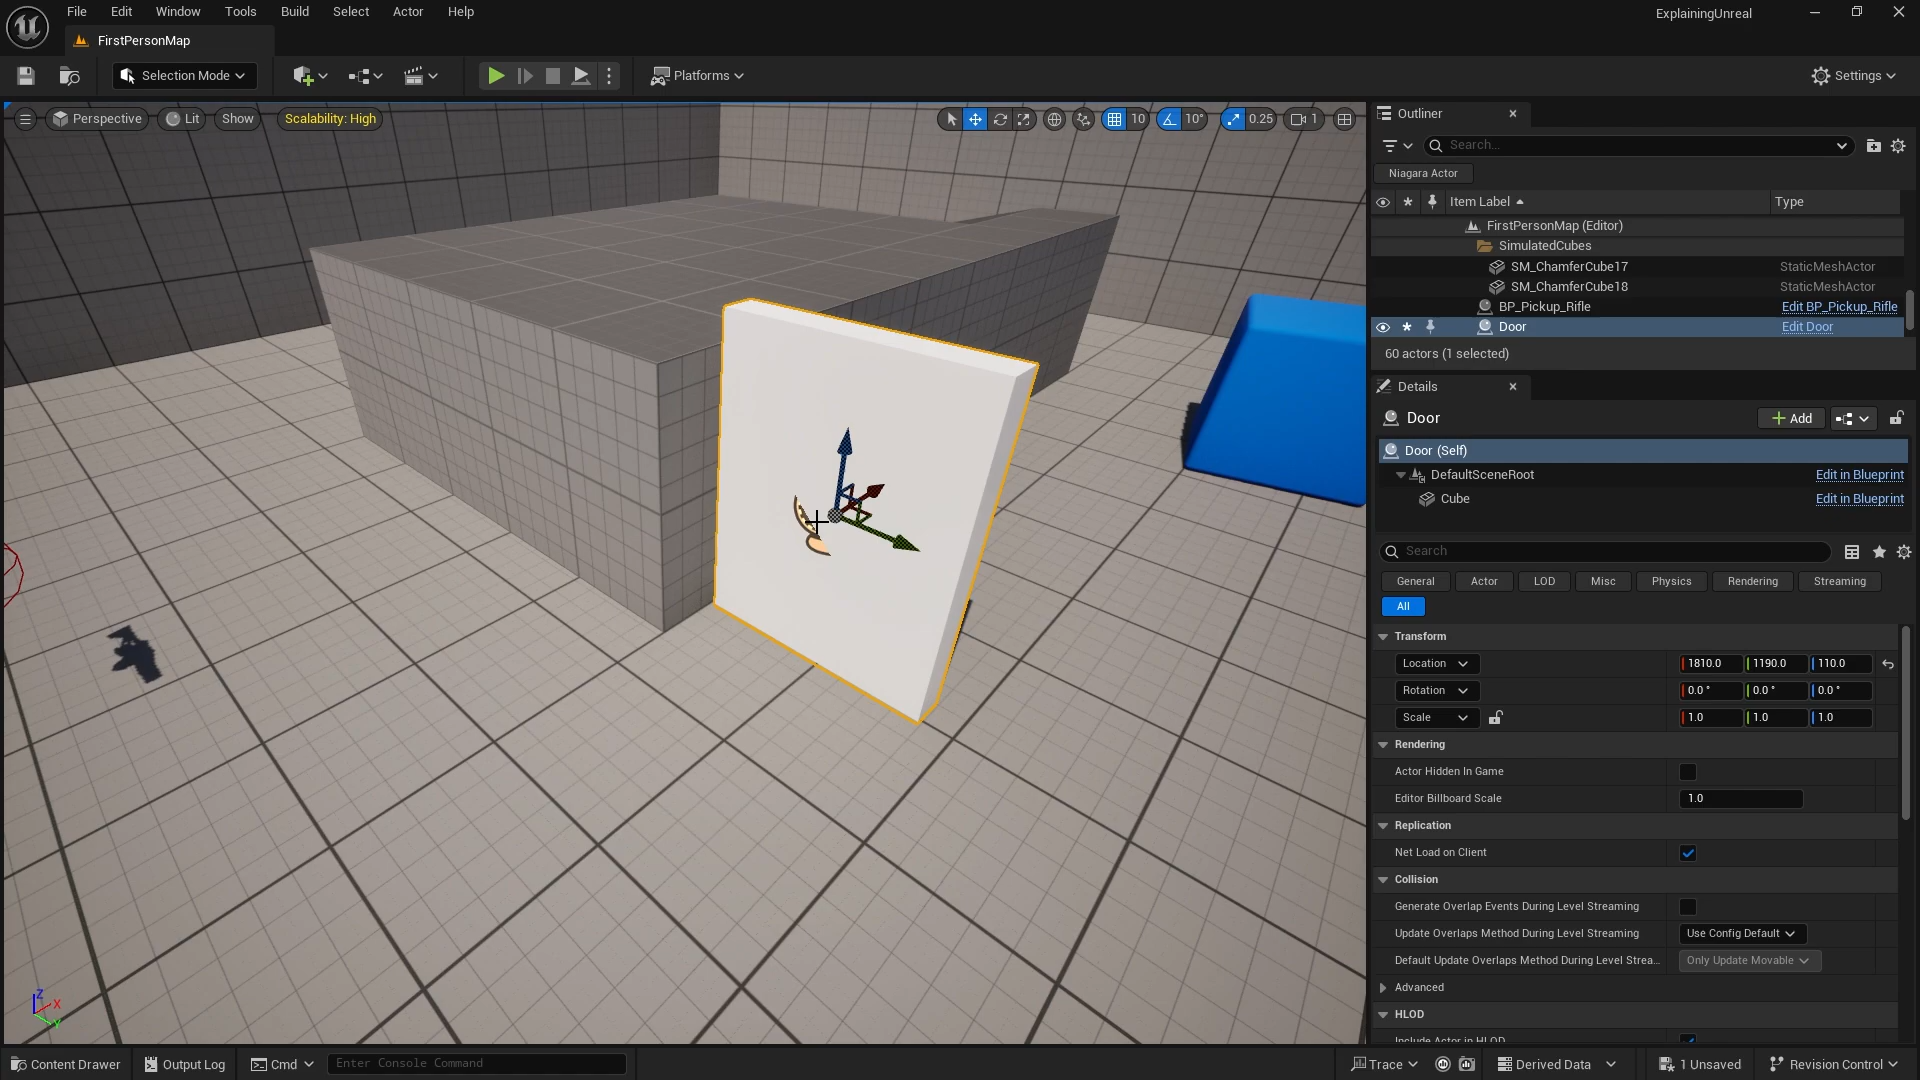 File Edit Window Tools Build Select Actor Help
ExplainingUnreal
FirstPersonMap
Selection Mode
Platforms
Settings
Perspective Lit Show Scalability: High
10 10° 0.25 1
Outliner
Search...
Niagara Actor
Item Label Type
FirstPersonMap (Editor)
SimulatedCubes
SM_ChamferCube17 StaticMeshActor
SM_ChamferCube18 StaticMeshActor
BP_Pickup_Rifle Edit BP_Pickup_Rifle
Door Edit Door
60 actors (1 selected)
Details
Door Add
Door (Self)
DefaultSceneRoot Edit in Blueprint
Cube Edit in Blueprint
Search
General Actor LOD Misc Physics Rendering Streaming
All
Transform
Location 1810.0 1190.0 110.0
Rotation 0.0 ° 0.0 ° 0.0 °
Scale 1.0 1.0 1.0
Rendering
Actor Hidden In Game
Editor Billboard Scale 1.0
Replication
Net Load on Client
Collision
Generate Overlap Events During Level Streaming
Update Overlaps Method During Level Streaming Use Config Default
Default Update Overlaps Method During Level Strea... Only Update Movable
Advanced
HLOD
Include Actor in HLOD
Z X Y
Content Drawer Output Log Cmd Enter Console Command
Trace Derived Data 1 Unsaved Revision Control